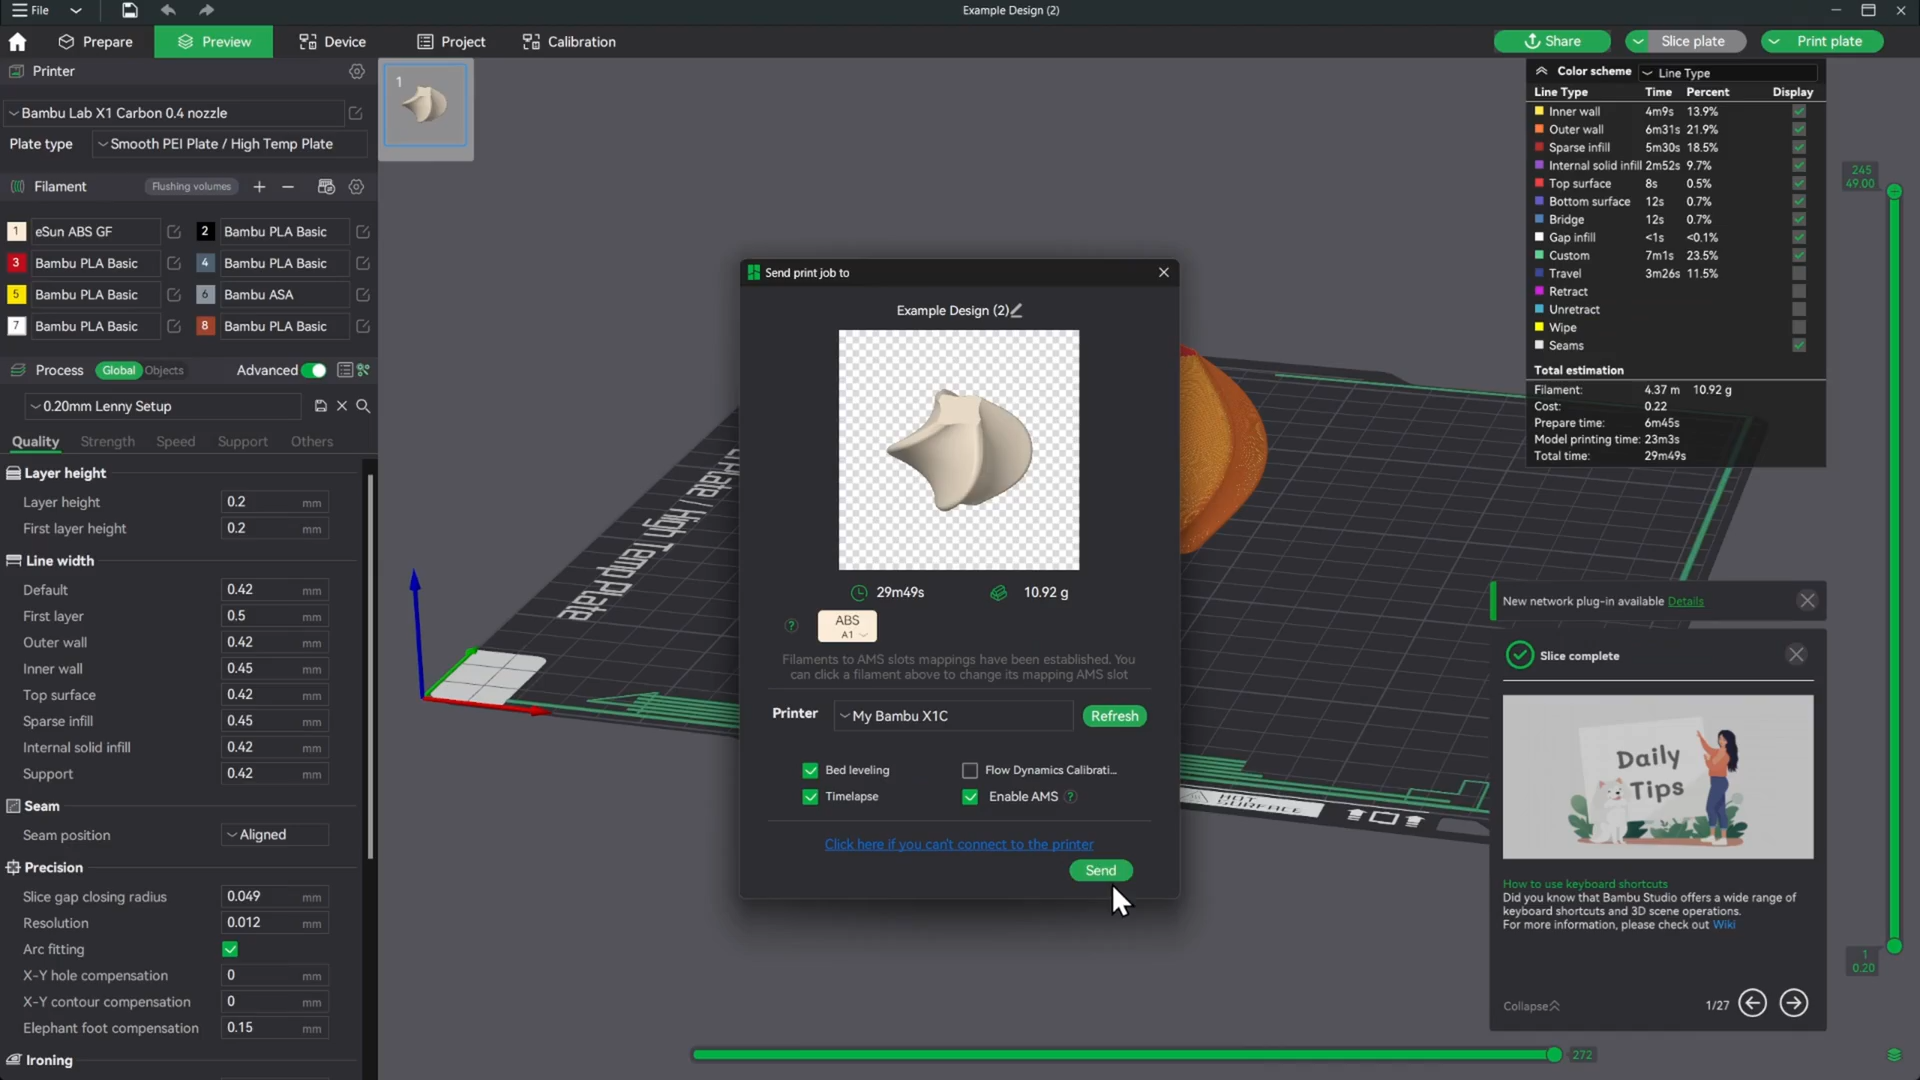 File
Example Design (2)
Prepare
Preview
Device
Project
Calibration
Share
Slice plate
Print plate
Printer
Bambu Lab X1 Carbon 0.4 nozzle
Plate type
Smooth PEI Plate / High Temp Plate
Filament
Flushing volumes
1 eSun ABS GF
2 Bambu PLA Basic
3 Bambu PLA Basic
4 Bambu PLA Basic
5 Bambu PLA Basic
6 Bambu ASA
7 Bambu PLA Basic
8 Bambu PLA Basic
Process
Global
Objects
Advanced
0.20mm Lenny Setup
Quality
Strength
Speed
Support
Others
Layer height
Layer height 0.2 mm
First layer height 0.2 mm
Line width
Default 0.42 mm
First layer 0.5 mm
Outer wall 0.42 mm
Inner wall 0.45 mm
Top surface 0.42 mm
Sparse infill 0.45 mm
Internal solid infill 0.42 mm
Support 0.42 mm
Seam
Seam position Aligned
Precision
Slice gap closing radius 0.049 mm
Resolution 0.012 mm
Arc fitting
X-Y hole compensation 0 mm
X-Y contour compensation 0 mm
Elephant foot compensation 0.15 mm
Ironing
1
Plate / High Temp Plate
HOT
SURFACE
Send print job to
Example Design (2)
29m49s
10.92 g
?
ABS
A1
Filaments to AMS slots mappings have been established. You
can click a filament above to change its mapping AMS slot
Printer
My Bambu X1C
Refresh
Bed leveling
Flow Dynamics Calibrati...
Timelapse
Enable AMS ?
Click here if you can't connect to the printer
Send
Color scheme
Line Type
Line Type Time Percent Display
Inner wall 4m9s 13.9%
Outer wall 6m31s 21.9%
Sparse infill 5m30s 18.5%
Internal solid infill 2m52s 9.7%
Top surface 8s 0.5%
Bottom surface 12s 0.7%
Bridge 12s 0.7%
Gap infill <1s <0.1%
Custom 7m1s 23.5%
Travel 3m26s 11.5%
Retract
Unretract
Wipe
Seams
Total estimation
Filament: 4.37 m 10.92 g
Cost: 0.22
Prepare time: 6m45s
Model printing time: 23m3s
Total time: 29m49s
245
49.00
New network plug-in available Details
Slice complete
Daily
Tips
How to use keyboard shortcuts
Did you know that Bambu Studio offers a wide range of
keyboard shortcuts and 3D scene operations.
For more information, please check out Wiki
Collapse
1/27
1
0.20
272